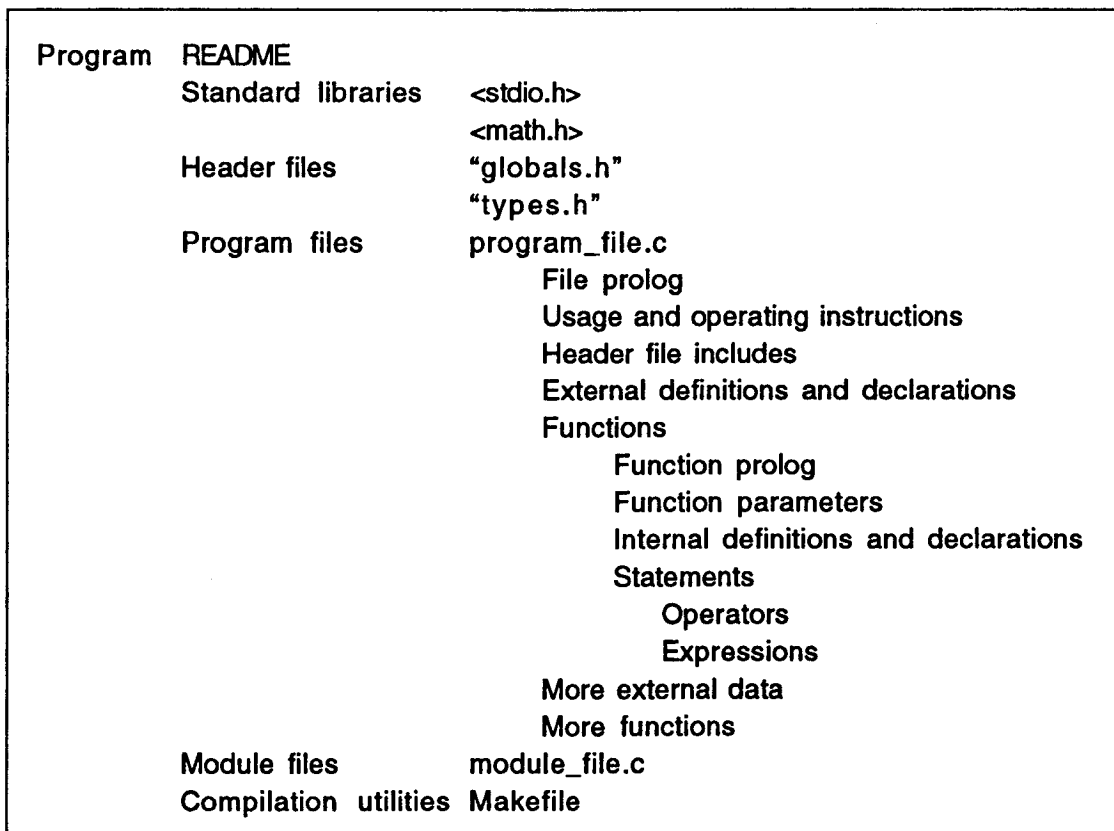 Program README
Standard libraries <stdio.h>
<math.h>
Header files “globals.h”
“types.h”
Program files program_file.c
File prolog
Usage and operating instructions
Header file includes
External definitions and declarations
Functions
Function prolog
Function parameters
Internal definitions and declarations
Statements
Operators
Expressions
More external data
More functions
Module files module_file.c
Compilation utilities Makefile